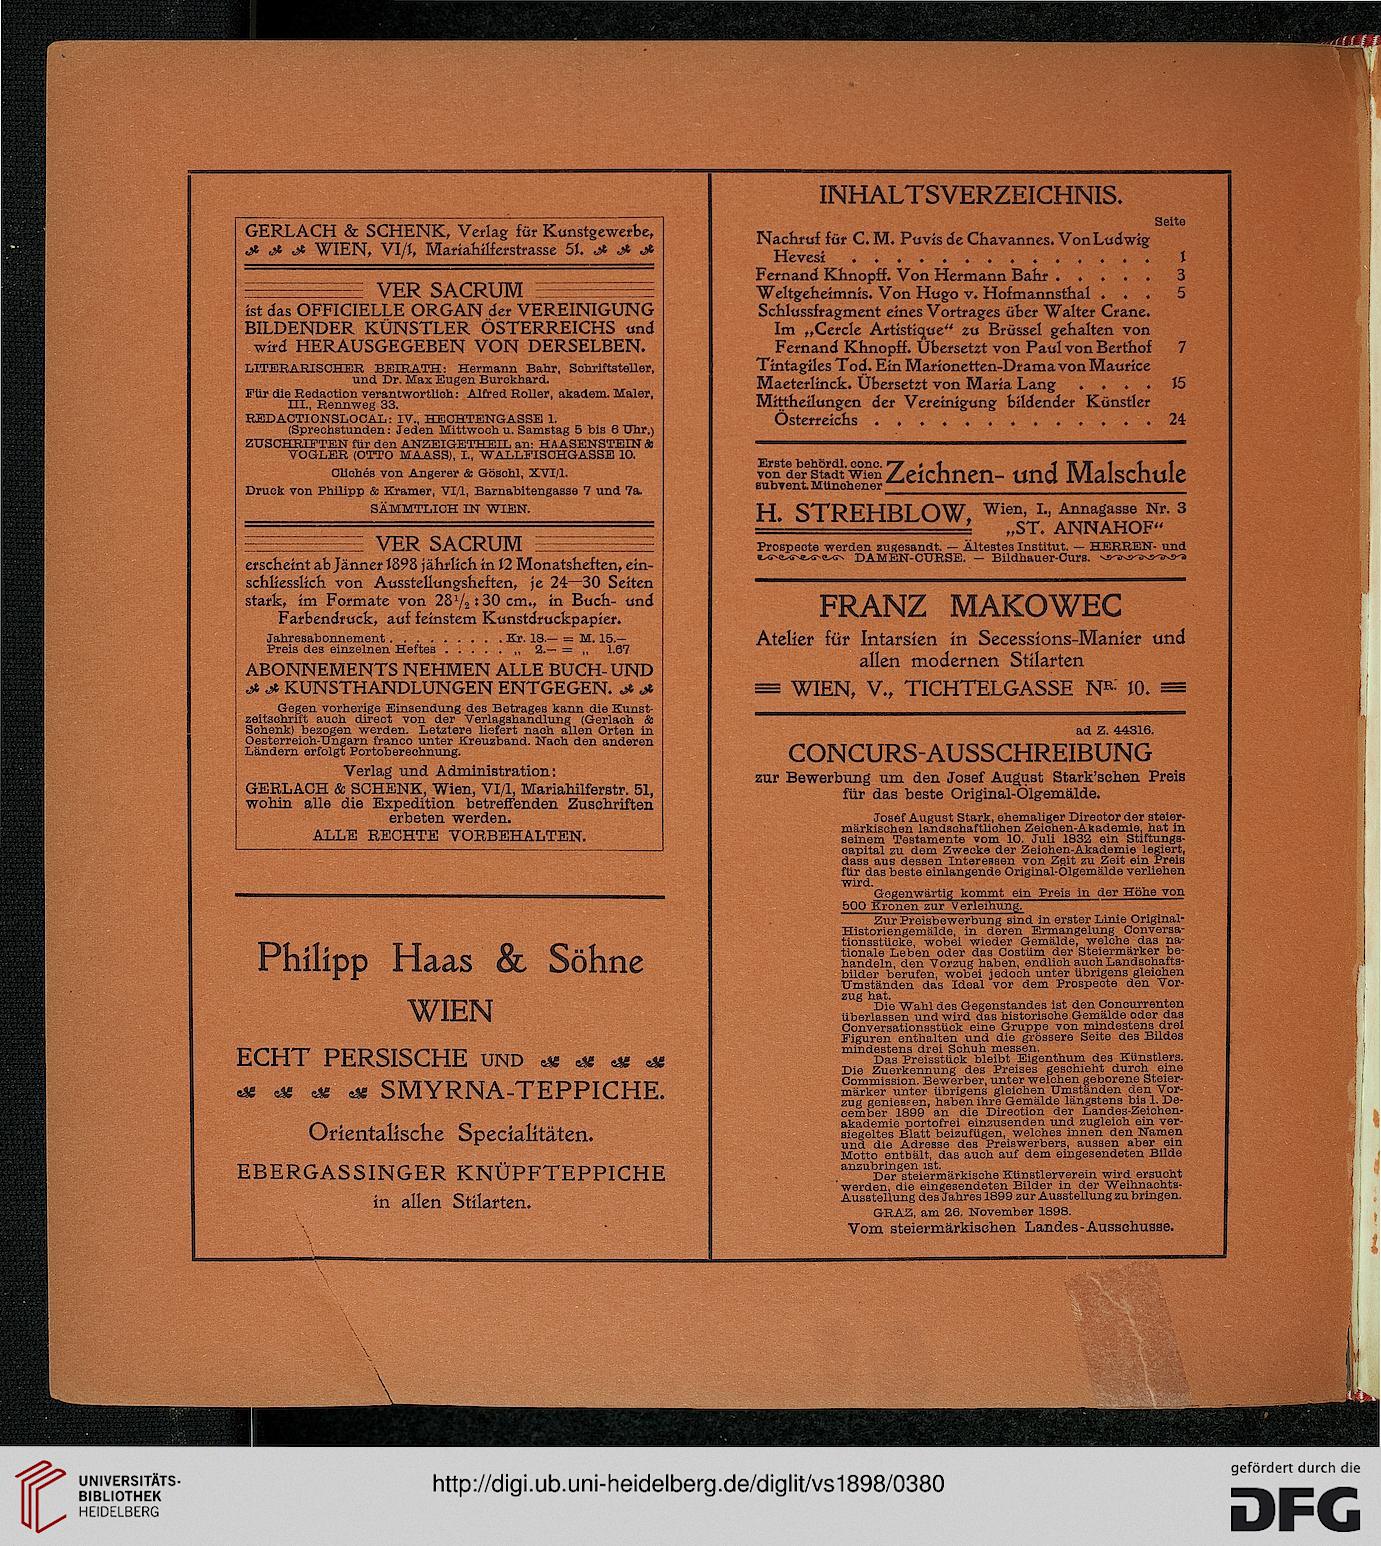 GERLACH & SCHENK, Verlag für Kunstgewerbe,
WIEN, VI/1, Mariahilferstrasse 51.
VER SACRUM
ist das OFFICIELLE ORGAN der VEREINIGUNG
BILDENDER KÜNSTLER ÖSTERREICHS und
wird HERAUSGEGEBEN VON DERSELBEN.
LITERARISCHER BEIRATH: Hermann Bahr, Schriftsteller,
und Dr. Max Eugen Burckhard.
Für die Redaction verantwortlich: Alfred Roller, akadem. Maler,
III., Rennweg 33.
REDACTIONSLOCAL: IV., HECHTENGASSE 1.
(Sprechstunden: Jeden Mittwoch u. Samstag 5 bis 6 Uhr.)
ZUSCHRIFTEN für den ANZEIGETHEIL an: HAASENSTEIN &
VOGLER (OTTO MAASS), I., WALLFISCHGASSE 10.
Clichés von Angerer & Göschl, XVI/1.
Druck von Philipp & Kramer, VI/1, Barnabitengasse 7 und 7a.
SÄMMTLICH IN WIEN.
VER SACRUM
erscheint ab Jänner 1898 jährlich in 12 Monatsheften, ein-
schliesslich von Ausstellungsheften, je 24—30 Seiten
stark, im Formate von 28½ : 30 cm., in Buch- und
Farbendruck, auf feinstem Kunstdruckpapier.
Jahresabonnement . . . . . . . . . Kr. 18.— = M. 15.—
Preis des einzelnen Heftes . . . . . „ 2.— = „ 1.67
ABONNEMENTS NEHMEN ALLE BUCH- UND
KUNSTHANDLUNGEN ENTGEGEN.
Gegen vorherige Einsendung des Betrages kann die Kunst-
zeitschrift auch direct von der Verlagshandlung (Gerlach &
Schenk) bezogen werden. Letztere liefert nach allen Orten in
Oesterreich-Ungarn franco unter Kreuzband. Nach den anderen
Ländern erfolgt Portoberechnung.
Verlag und Administration:
GERLACH & SCHENK, Wien, VI/1, Mariahilferstr. 51,
wohin alle die Expedition betreffenden Zuschriften
erbeten werden.
ALLE RECHTE VORBEHALTEN.
Philipp Haas & Söhne
WIEN
ECHT PERSISCHE UND
SMYRNA-TEPPICHE.
Orientalische Specialitäten.
EBERGASSINGER KNÜPFTEPPICHE
in allen Stilarten.
INHALTSVERZEICHNIS.
Seite
Nachruf für C. M. Puvis de Chavannes. Von Ludwig
Hevesi . . . . . . . . . . . . . . . 1
Fernand Khnopff. Von Hermann Bahr . . . . . 3
Weltgeheimnis. Von Hugo v. Hofmannsthal . . . 5
Schlussfragment eines Vortrages über Walter Crane.
Im „Cercle Artistique“ zu Brüssel gehalten von
Fernand Khnopff. Übersetzt von Paul von Berthof 7
Tintagiles Tod. Ein Marionetten-Drama von Maurice
Maeterlinck. Übersetzt von Maria Lang . . . . 15
Mittheilungen der Vereinigung bildender Künstler
Österreichs . . . . . . . . . . . . . 24
Erste behördl. conc.
von der Stadt Wien
subvent. Münchener
Zeichnen- und Malschule
H. STREHBLOW, Wien, I., Annagasse Nr. 3
„ST. ANNAHOF“
Prospecte werden zugesandt. — Ältestes Institut. — HERREN- und
DAMEN-CURSE. — Bildhauer-Curs.
FRANZ MAKOWEC
Atelier für Intarsien in Secessions-Manier und
allen modernen Stilarten
WIEN, V., TICHTELGASSE NR. 10.
ad Z. 44316.
CONCURS-AUSSCHREIBUNG
zur Bewerbung um den Josef August Stark'schen Preis
für das beste Original-Ölgemälde.
Josef August Stark, ehemaliger Director der steier-
märkischen landschaftlichen Zeichen-Akademie, hat in
seinem Testamente vom 10. Juli 1832 ein Stiftungs-
capital zu dem Zwecke der Zeichen-Akademie legiert,
dass aus dessen Interessen von Zeit zu Zeit ein Preis
für das beste einlangende Original-Ölgemälde verliehen
wird.
Gegenwärtig kommt ein Preis in der Höhe von
500 Kronen zur Verleihung.
Zur Preisbewerbung sind in erster Linie Original-
Historiengemälde, in deren Ermangelung Conversa-
tionsstücke, wobei wieder Gemälde, welche das na-
tionale Leben oder das Costüm der Steiermärker be-
handeln, den Vorzug haben, endlich auch Landschafts-
bilder berufen, wobei jedoch unter übrigens gleichen
Umständen das Ideal vor dem Prospecte den Vor-
zug hat.
Die Wahl des Gegenstandes ist den Concurrenten
überlassen und wird das historische Gemälde oder das
Conversationsstück eine Gruppe von mindestens drei
Figuren enthalten und die grössere Seite des Bildes
mindestens drei Schuh messen.
Das Preisstück bleibt Eigenthum des Künstlers.
Die Zuerkennung des Preises geschieht durch eine
Commission. Bewerber, unter welchen geborene Steier-
märker unter übrigens gleichen Umständen den Vor-
zug geniessen, haben ihre Gemälde längstens bis 1. De-
cember 1899 an die Direction der Landes-Zeichen-
akademie portofrei einzusenden und zugleich ein ver-
siegeltes Blatt beizufügen, welches innen den Namen
und die Adresse des Preiswerbers, aussen aber ein
Motto entbält, das auch auf dem eingesendeten Bilde
anzubringen ist.
Der steiermärkische Künstlerverein wird ersucht
werden, die eingesendeten Bilder in der Weihnachts-
Ausstellung des Jahres 1899 zur Ausstellung zu bringen.
GRAZ, am 26. November 1898.
Vom steiermärkischen Landes-Ausschusse.
UNIVERSITÄTS-
BIBLIOTHEK
HEIDELBERG
http://digi.ub.uni-heidelberg.de/diglit/vs1898/0380
gefördert durch die
DFG